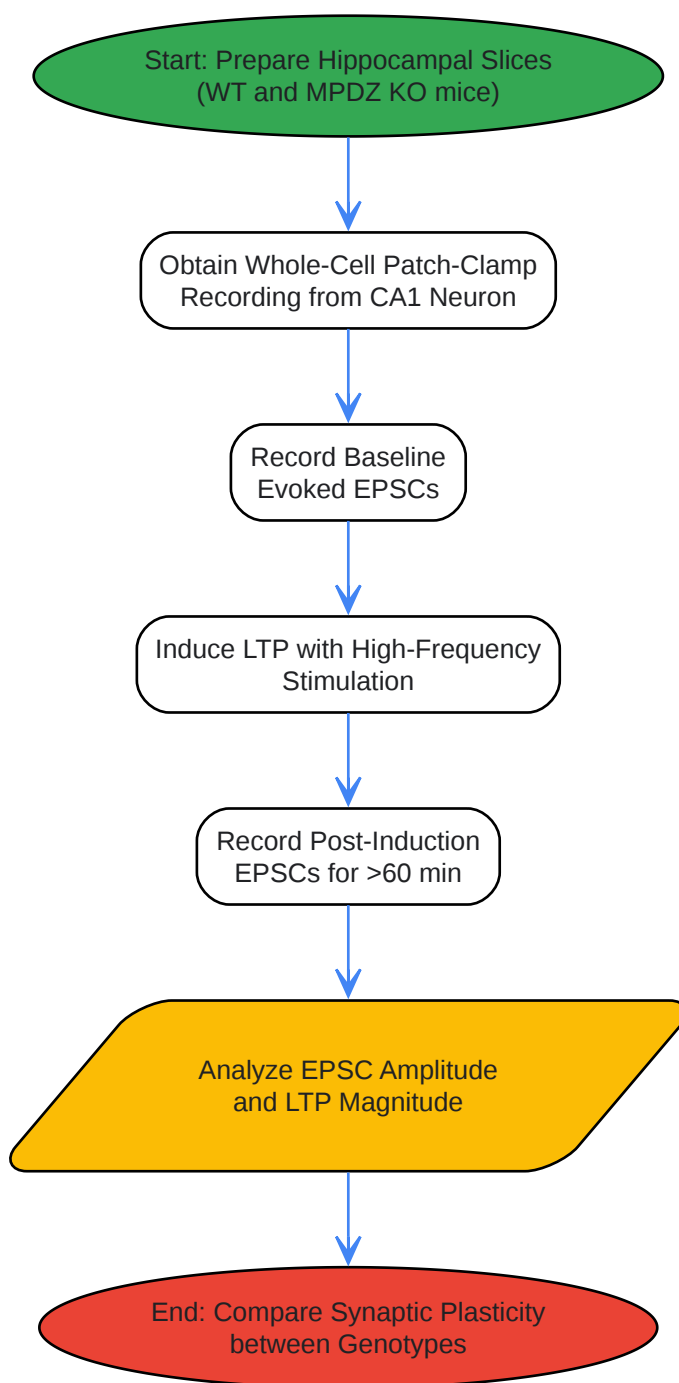 Start: Prepare Hippocampal Slices
(WT and MPDZ KO mice)
Obtain Whole-Cell Patch-Clamp
Recording from CA1 Neuron
Record Baseline
Evoked EPSCs
Induce LTP with High-Frequency
Stimulation
Record Post-Induction
EPSCs for >60 min
Analyze EPSC Amplitude
and LTP Magnitude
End: Compare Synaptic Plasticity
between Genotypes